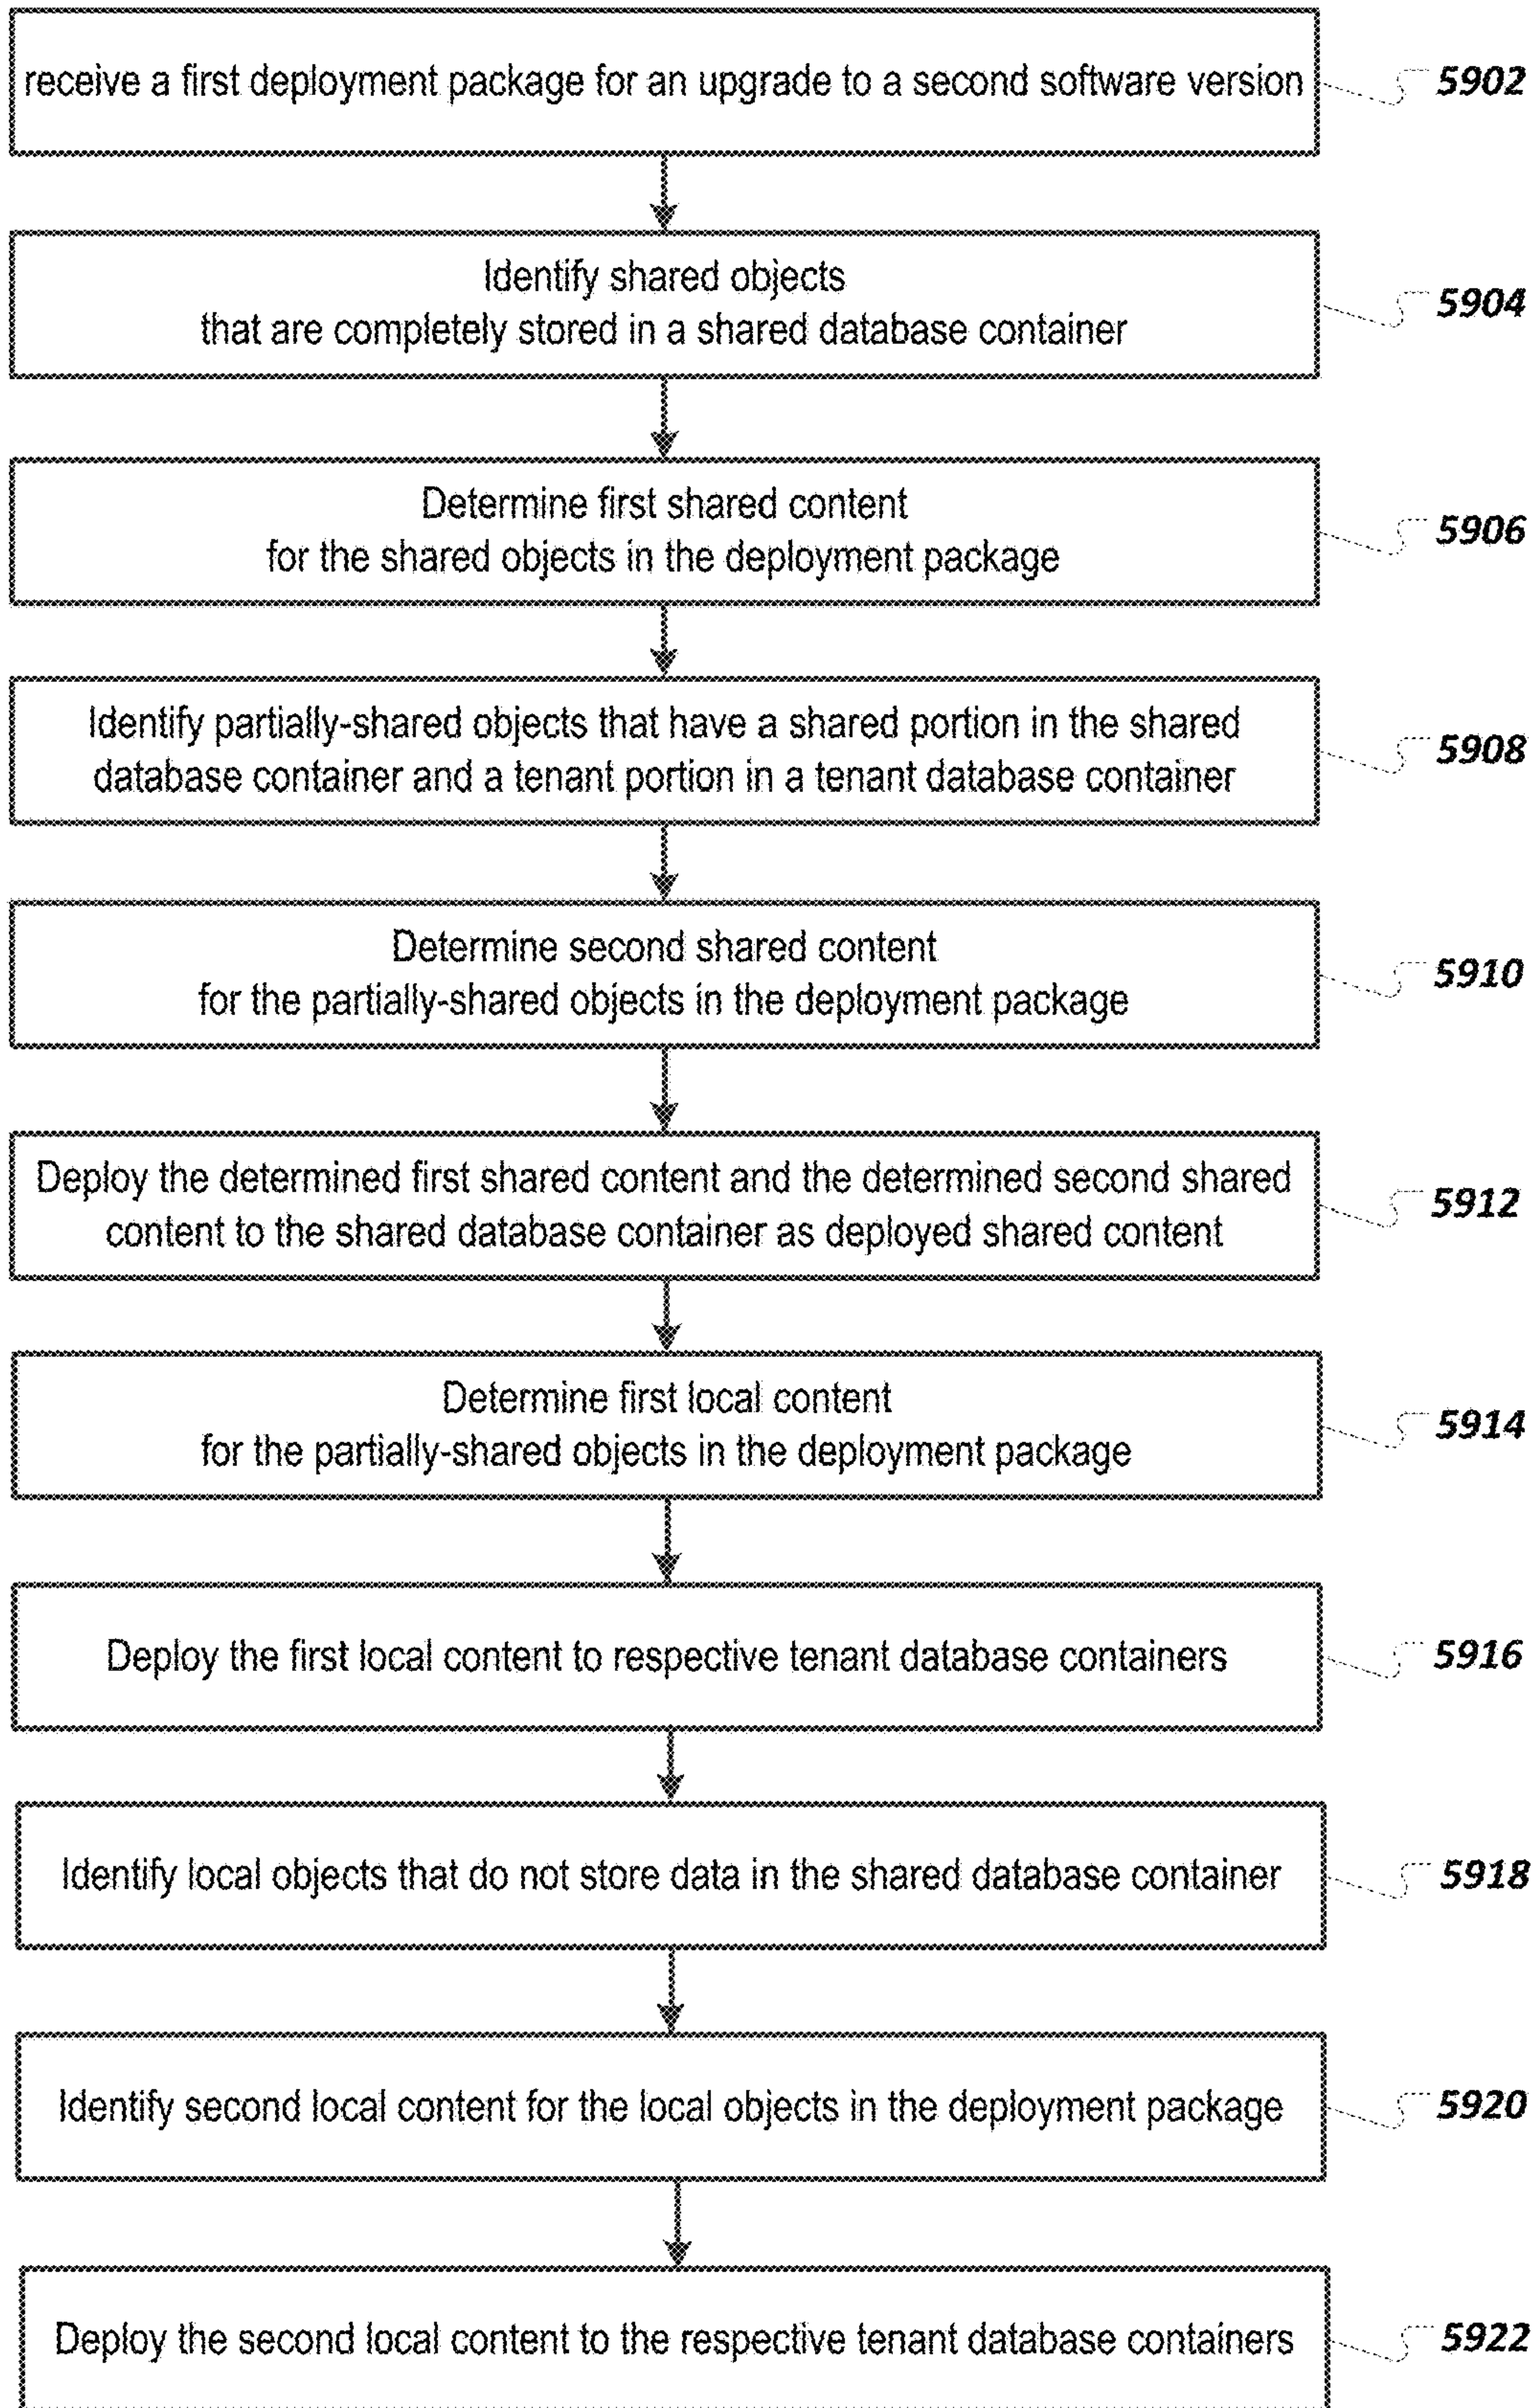 receive a first deployment package for an upgrade to a second software version
5902
Identify shared objects
that are completely stored in a shared database container
5904
Determine first shared content
for the shared objects in the deployment package
5906
Identify partially-shared objects that have a shared portion in the shared
database container and a tenant portion in a tenant database container
5908
Determine second shared content
for the partially-shared objects in the deployment package
5910
Deploy the determined first shared content and the determined second shared
content to the shared database container as deployed shared content
5912
Determine first local content
for the partially-shared objects in the deployment package
5914
Deploy the first local content to respective tenant database containers
5916
Identify local objects that do not store data in the shared database container
5918
Identify second local content for the local objects in the deployment package
5920
Deploy the second local content to the respective tenant database containers
5922